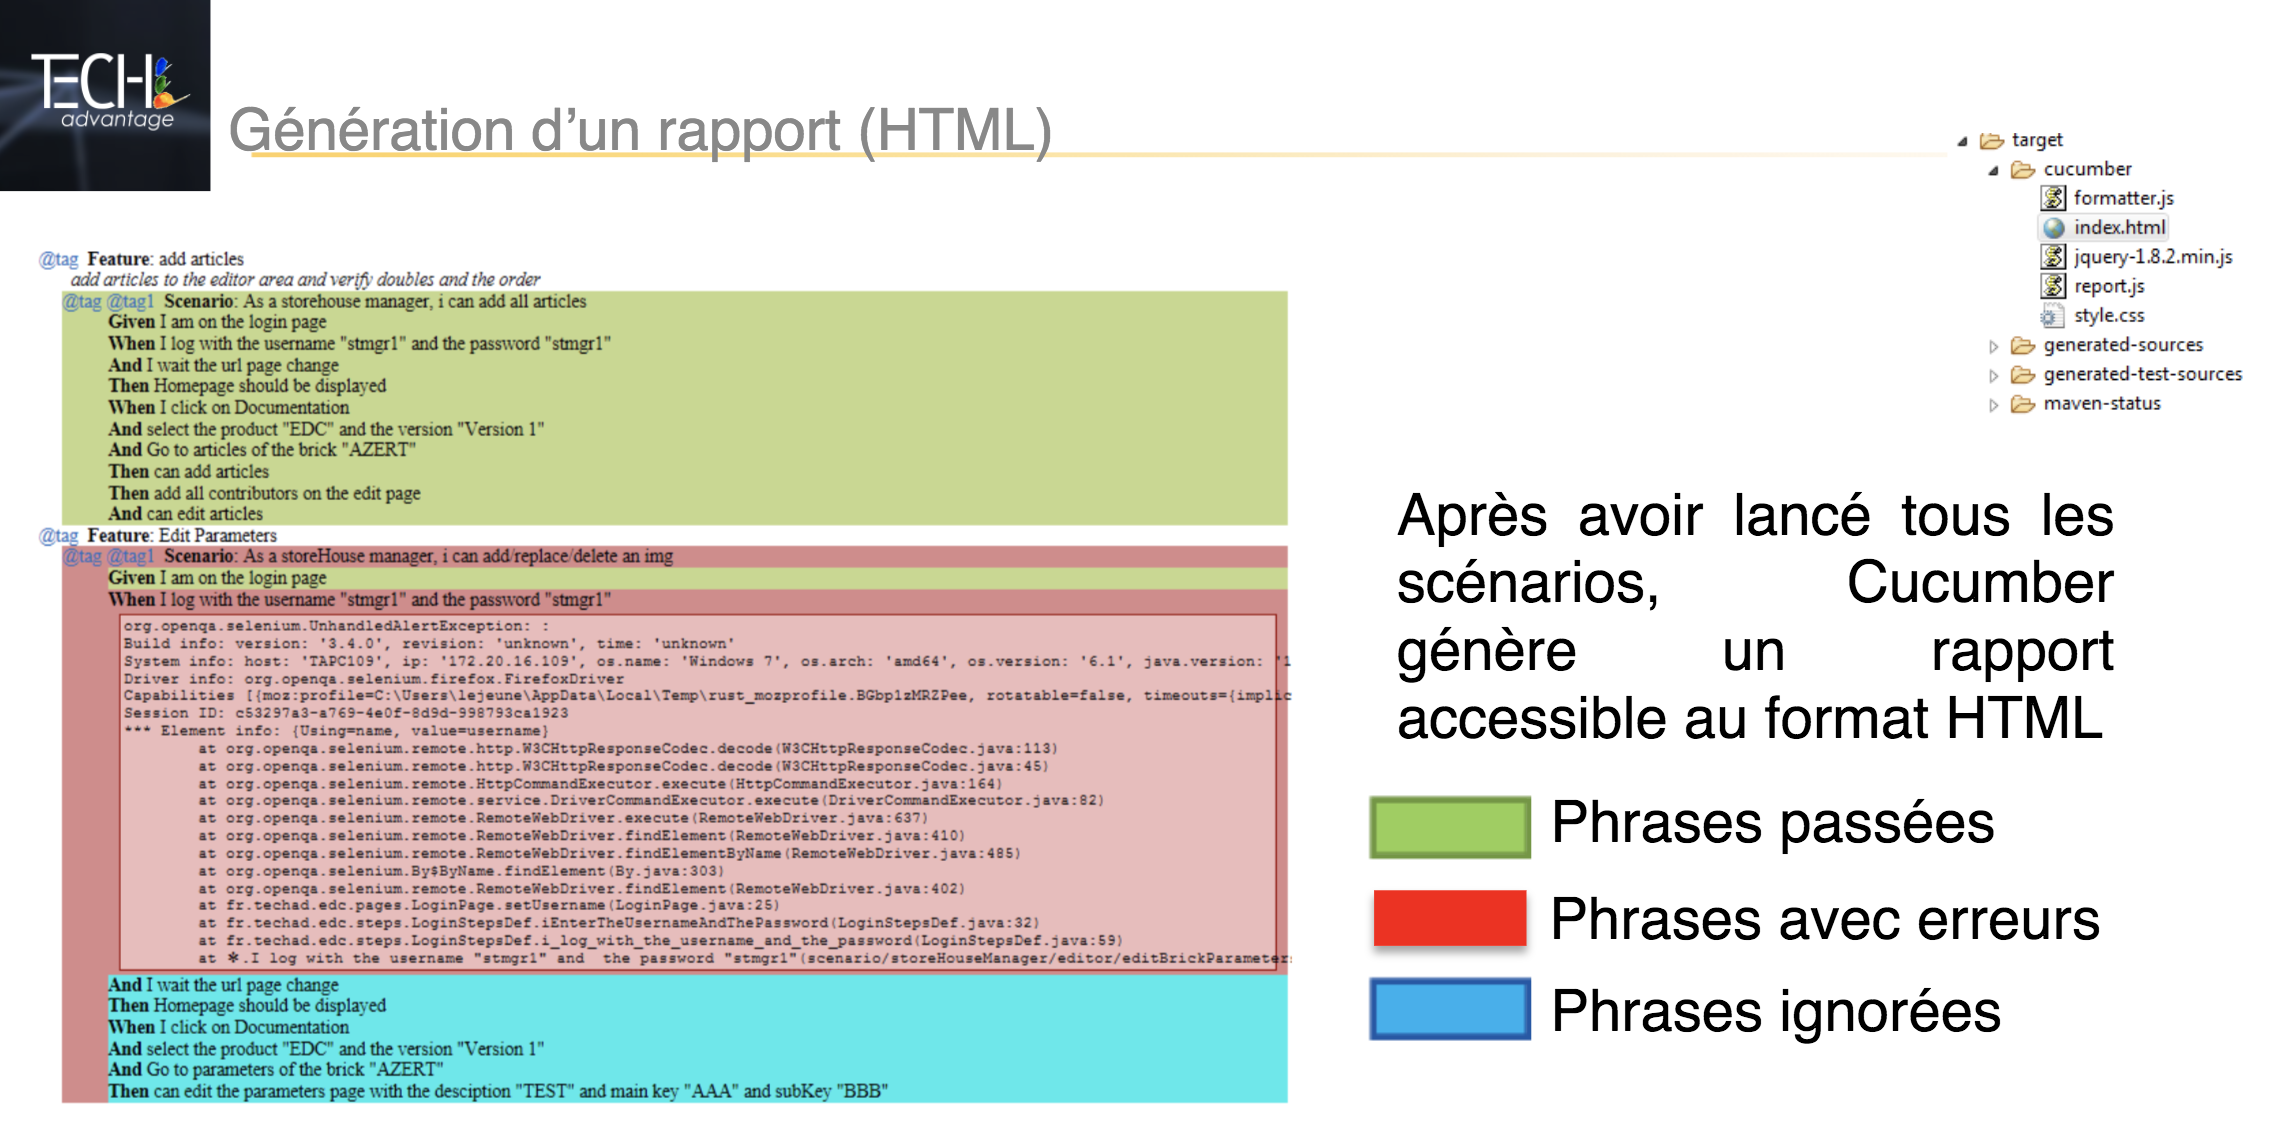 TECH
advantage
Génération d’un rapport (HTML)
target
cucumber
formatter.js
index.html
jquery-1.8.2.min.js
report.js
style.css
generated-sources
generated-test-sources
maven-status
@tag Feature: add articles
add articles to the editor area and verify doubles and the order
@tag @tag1 Scenario: As a storehouse manager, i can add all articles
Given I am on the login page
When I log with the username "stmgr1" and the password "stmgr1"
And I wait the url page change
Then Homepage should be displayed
When I click on Documentation
And select the product "EDC" and the version "Version 1"
And Go to articles of the brick "AZERT"
Then can add articles
Then add all contributors on the edit page
And can edit articles
@tag Feature: Edit Parameters
@tag @tag1 Scenario: As a storeHouse manager, i can add/replace/delete an img
Given I am on the login page
When I log with the username "stmgr1" and the password "stmgr1"
org.openqa.selenium.UnhandledAlertException: :
Build info: version: '3.4.0', revision: 'unknown', time: 'unknown'
System info: host: 'TAPC109', ip: '172.20.16.109', os.name: 'Windows 7', os.arch: 'amd64', os.version: '6.1', java.version: '1
Driver info: org.openqa.selenium.firefox.FirefoxDriver
Capabilities [{moz:profile=C:\Users\lejeune\AppData\Local\Temp\rust_mozprofile.BGbp1zMRZPee, rotatable=false, timeouts={implic
Session ID: c53297a3-a769-4e0f-8d9d-998793ca1923
*** Element info: {Using=name, value=username}
at org.openqa.selenium.remote.http.W3CHttpResponseCodec.decode(W3CHttpResponseCodec.java:113)
at org.openqa.selenium.remote.http.W3CHttpResponseCodec.decode(W3CHttpResponseCodec.java:45)
at org.openqa.selenium.remote.HttpCommandExecutor.execute(HttpCommandExecutor.java:164)
at org.openqa.selenium.remote.service.DriverCommandExecutor.execute(DriverCommandExecutor.java:82)
at org.openqa.selenium.remote.RemoteWebDriver.execute(RemoteWebDriver.java:637)
at org.openqa.selenium.remote.RemoteWebDriver.findElement(RemoteWebDriver.java:410)
at org.openqa.selenium.remote.RemoteWebDriver.findElementByName(RemoteWebDriver.java:485)
at org.openqa.selenium.By$ByName.findElement(By.java:303)
at org.openqa.selenium.remote.RemoteWebDriver.findElement(RemoteWebDriver.java:402)
at fr.techad.edc.pages.LoginPage.setUsername(LoginPage.java:25)
at fr.techad.edc.steps.LoginStepsDef.iEnterTheUsernameAndThePassword(LoginStepsDef.java:32)
at fr.techad.edc.steps.LoginStepsDef.i_log_with_the_username_and_the_password(LoginStepsDef.java:59)
at *.I log with the username "stmgr1" and  the password "stmgr1"(scenario/storeHouseManager/editor/editBrickParameter
And I wait the url page change
Then Homepage should be displayed
When I click on Documentation
And select the product "EDC" and the version "Version 1"
And Go to parameters of the brick "AZERT"
Then can edit the parameters page with the desciption "TEST" and main key "AAA" and subKey "BBB"
Après avoir lancé tous les
scénarios, Cucumber
génère un rapport
accessible au format HTML
Phrases passées
Phrases avec erreurs
Phrases ignorées